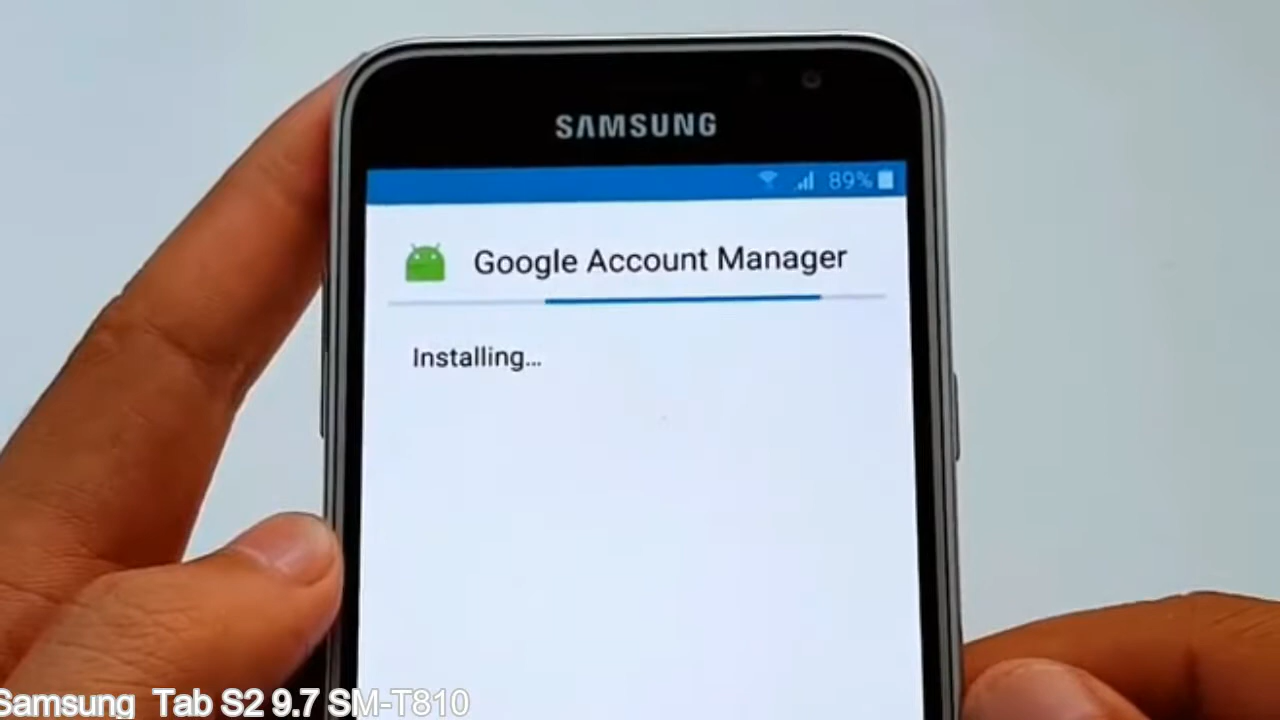 SAMSUNG
89%
Google Account Manager
Installing...
Samsung Tab S2 9.7 SM-T810